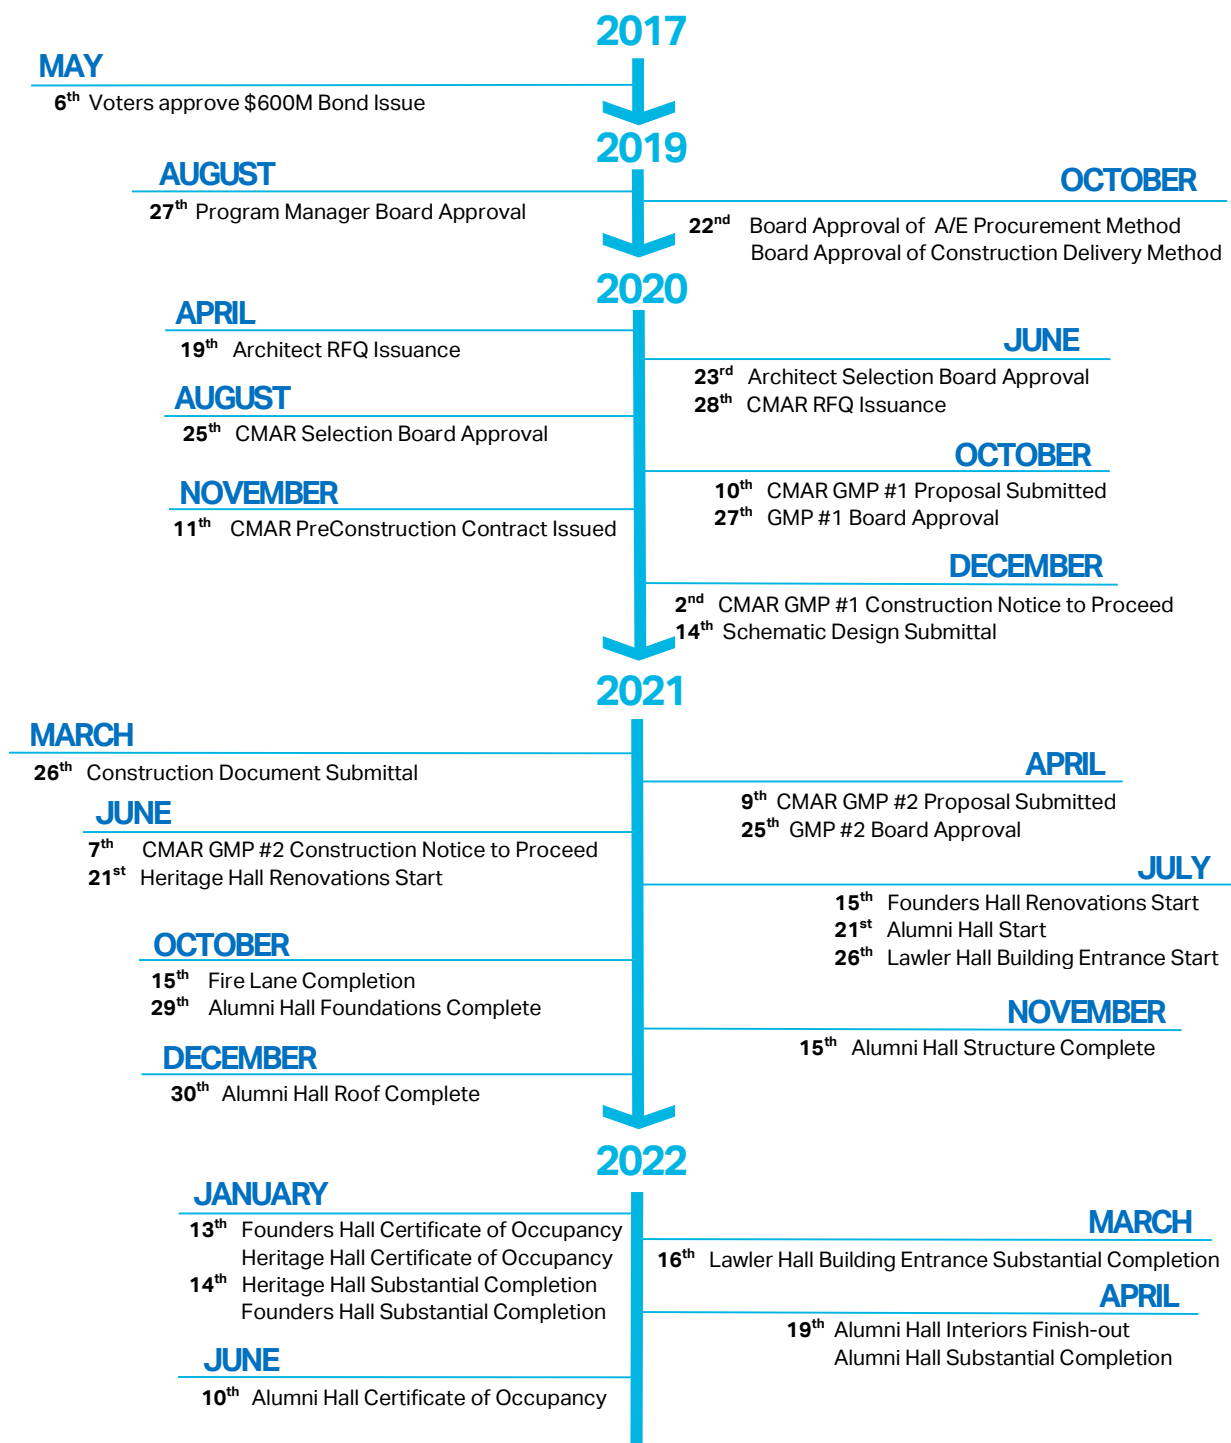 2017
MAY
6th Voters approve $600M Bond Issue
2019
AUGUST
27th Program Manager Board Approval
OCTOBER
22nd Board Approval of A/E Procurement Method
Board Approval of Construction Delivery Method
2020
APRIL
19th Architect RFQ Issuance
JUNE
23rd Architect Selection Board Approval
28th CMAR RFQ Issuance
AUGUST
25th CMAR Selection Board Approval
OCTOBER
10th CMAR GMP #1 Proposal Submitted
27th GMP #1 Board Approval
NOVEMBER
11th CMAR PreConstruction Contract Issued
DECEMBER
2nd CMAR GMP #1 Construction Notice to Proceed
14th Schematic Design Submittal
2021
MARCH
26th Construction Document Submittal
APRIL
9th CMAR GMP #2 Proposal Submitted
25th GMP #2 Board Approval
JUNE
7th CMAR GMP #2 Construction Notice to Proceed
21st Heritage Hall Renovations Start
JULY
15th Founders Hall Renovations Start
21st Alumni Hall Start
26th Lawler Hall Building Entrance Start
OCTOBER
15th Fire Lane Completion
29th Alumni Hall Foundations Complete
NOVEMBER
15th Alumni Hall Structure Complete
DECEMBER
30th Alumni Hall Roof Complete
2022
JANUARY
13th Founders Hall Certificate of Occupancy
Heritage Hall Certificate of Occupancy
14th Heritage Hall Substantial Completion
Founders Hall Substantial Completion
MARCH
16th Lawler Hall Building Entrance Substantial Completion
APRIL
19th Alumni Hall Interiors Finish-out
Alumni Hall Substantial Completion
JUNE
10th Alumni Hall Certificate of Occupancy